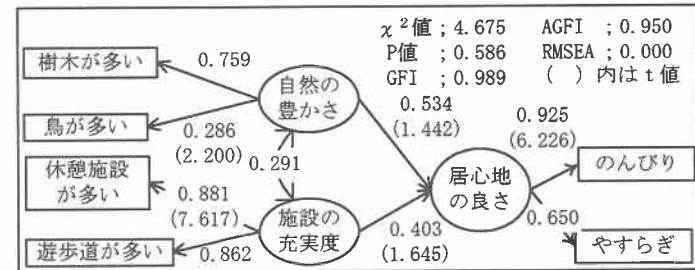 χ²値；4.675 AGFI ；0.950
P値 ；0.586 RMSEA；0.000
GFI ；0.989 （ ）内はｔ値
樹木が多い
0.759
自然の
豊かさ
鳥が多い
0.286
(2.200)
0.534
(1.442)
0.925
(6.226)
休憩施設
が多い
0.291
居心地
の良さ
のんびり
0.881
(7.617)
施設の
充実度
0.403
(1.645)
0.650
遊歩道が多い
0.862
やすらぎ